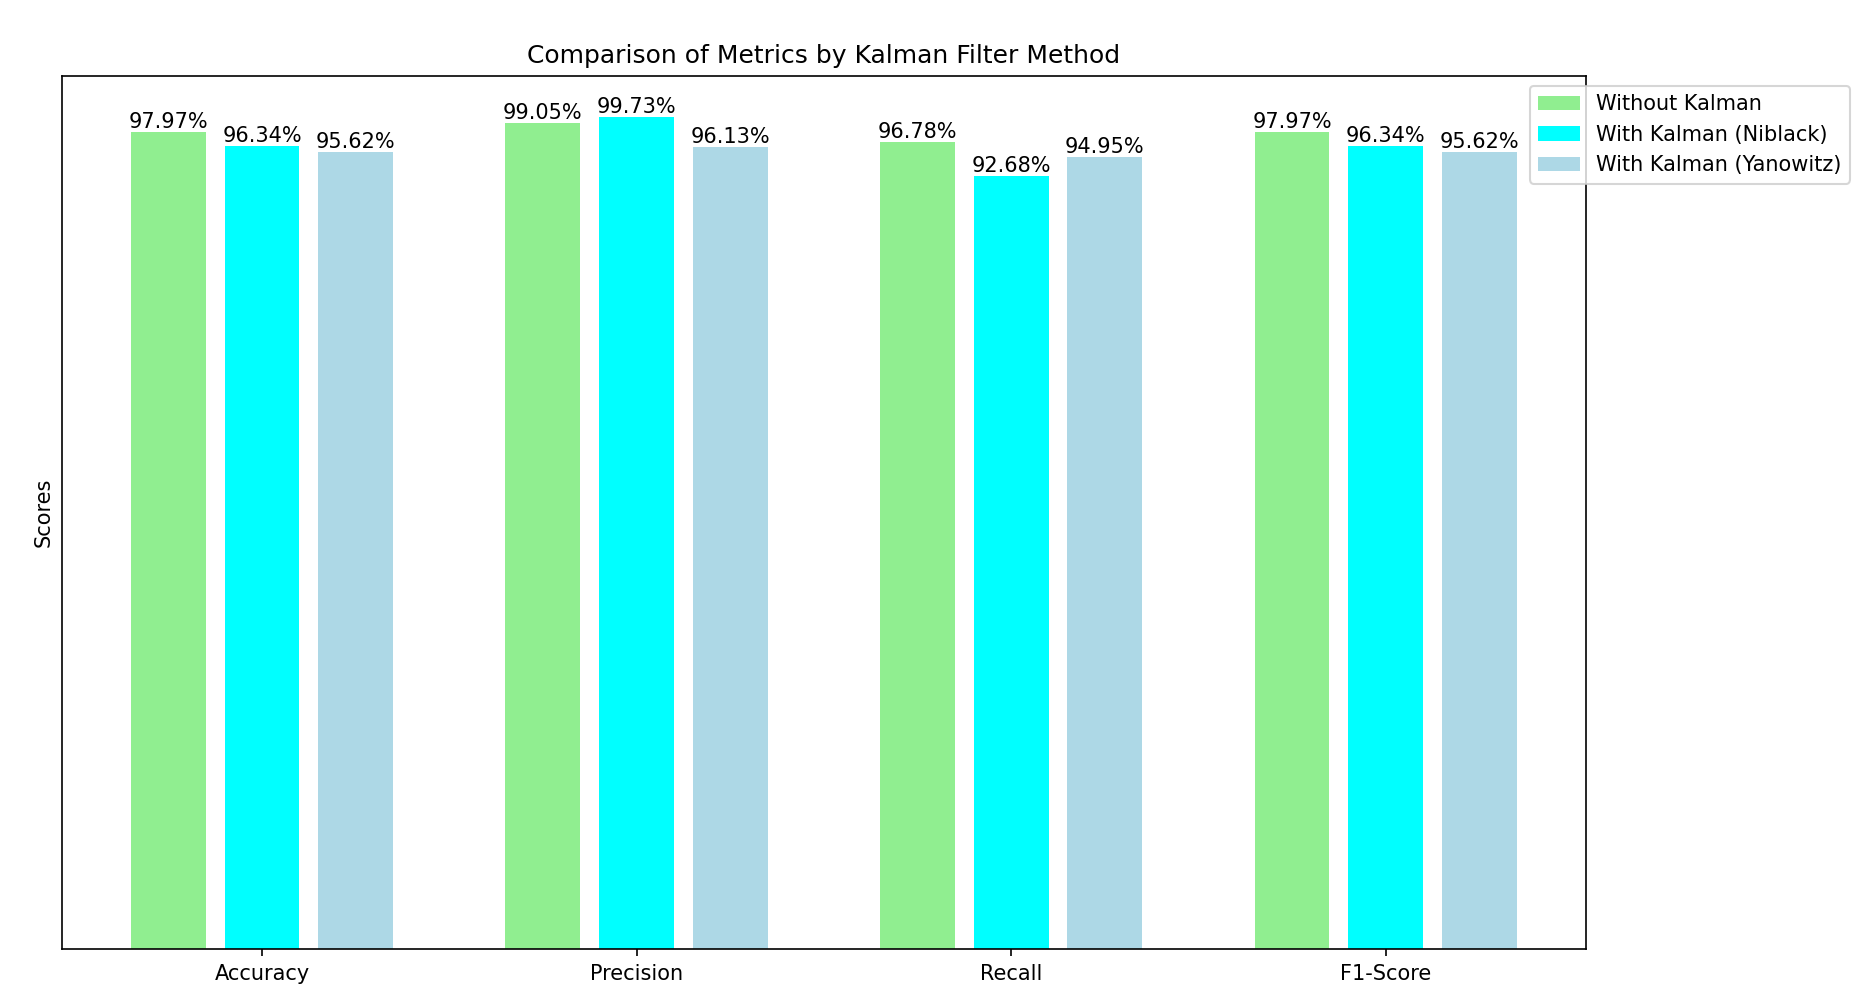 Comparison of Metrics by Kalman Filter Method
97.97%
96.34%
95.62%
99.05%
99.73%
96.13%
96.78%
92.68%
94.95%
97.97%
96.34%
95.62%
Without Kalman
With Kalman (Niblack)
With Kalman (Yanowitz)
Scores
Accuracy
Precision
Recall
F1-Score